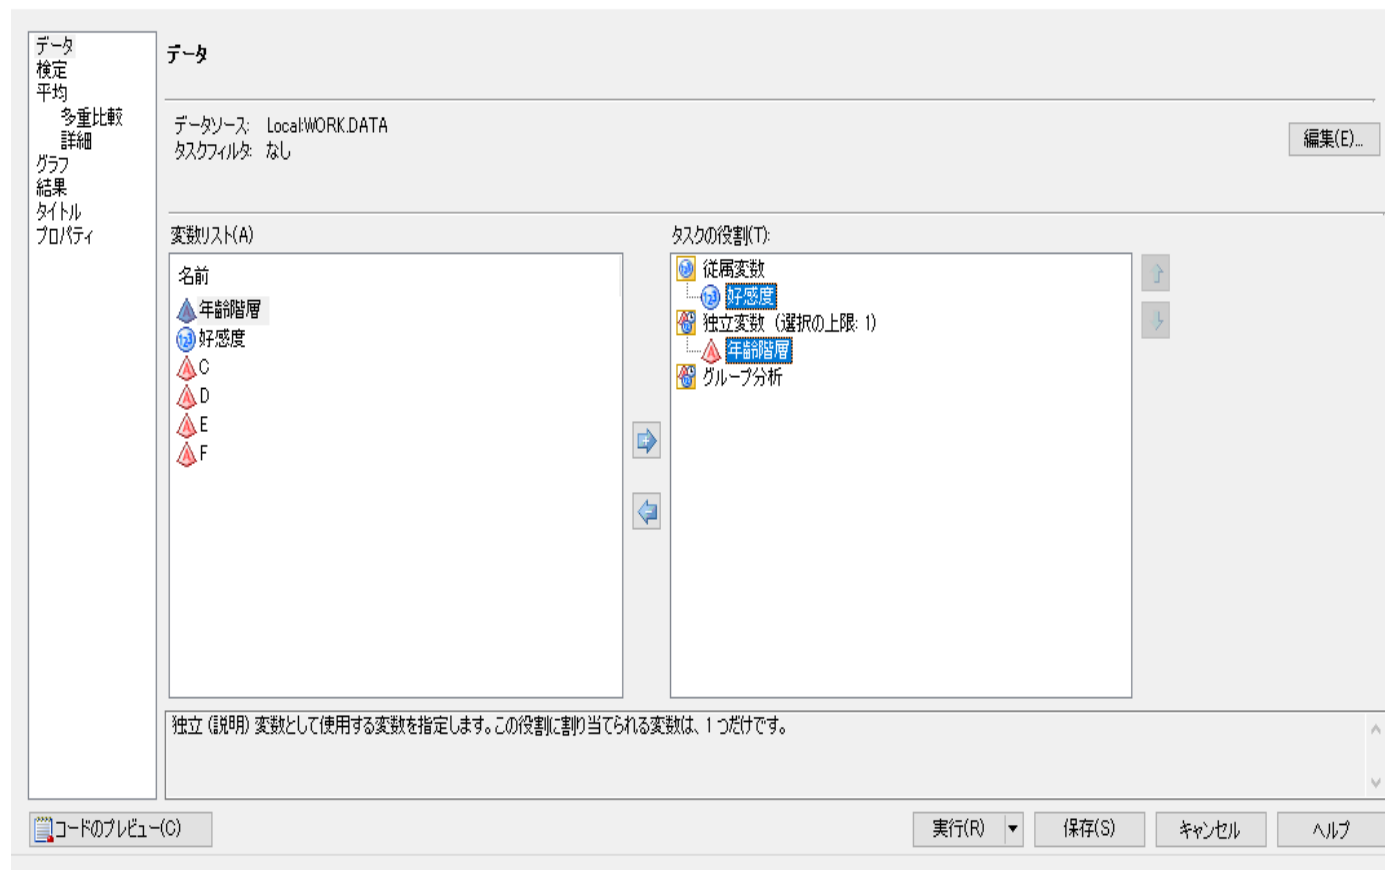 データ
検定
平均
多重比較
詳細
グラフ
結果
タイトル
プロパティ
データ
データソース: Local:WORK.DATA
タスクフィルタ: なし
編集(E)...
変数リスト(A)
名前
年齢階層
好感度
C
D
E
F
タスクの役割(T):
従属変数
好感度
独立変数 (選択の上限: 1)
年齢階層
グループ分析
独立 (説明) 変数として使用する変数を指定します。この役割に割り当てられる変数は、1 つだけです。
コードのプレビュー(C)
実行(R)
保存(S)
キャンセル
ヘルプ